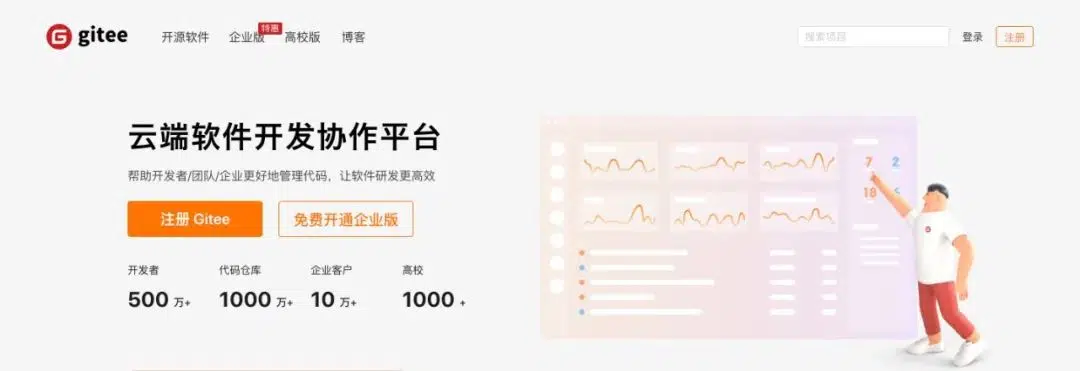 gitee
开源软件 企业版 特惠 高校版 博客
搜索项目 登录 注册
云端软件开发协作平台
帮助开发者/团队/企业更好地管理代码，让软件研发更高效
注册 Gitee 免费开通企业版
开发者 代码仓库 企业客户 高校
500 万+ 1000 万+ 10 万+ 1000 +
7 2
18